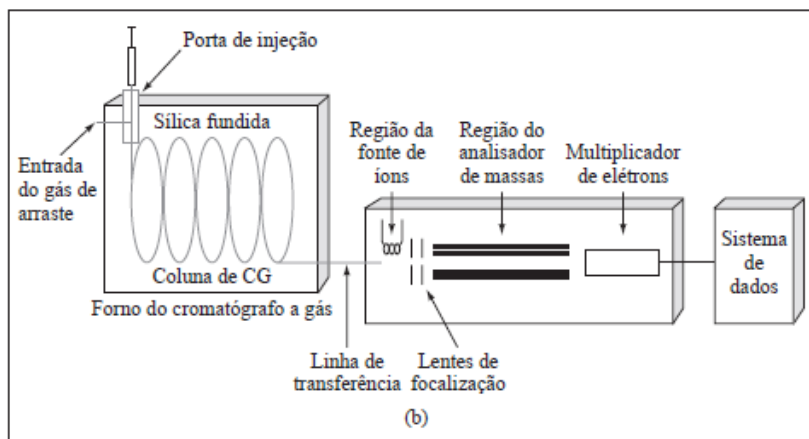 Porta de injeção
Sílica fundida
Entrada
do gás de
arraste
Coluna de CG
Forno do cromatógrafo a gás
Região da
fonte de
íons
Região do
analisador
de massas
Multiplicador
de elétrons
Sistema
de
dados
Linha de
transferência
Lentes de
focalização
(b)